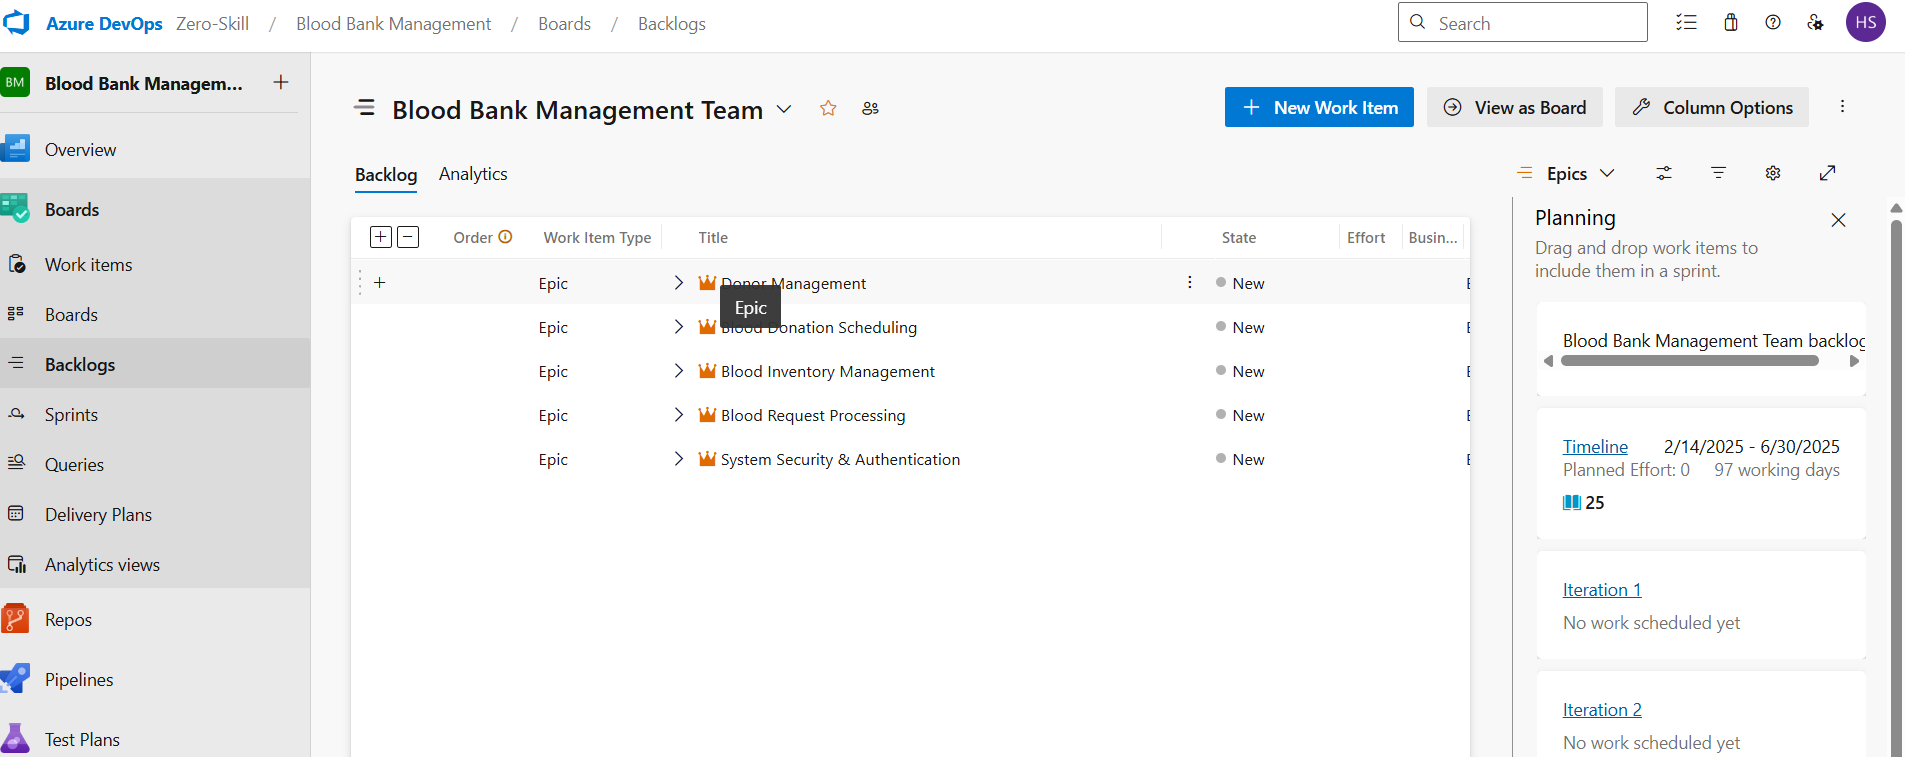 Azure DevOps Zero-Skill / Blood Bank Management / Boards / Backlogs
Search
HS
BM Blood Bank Managem... +
Overview
Boards
Work items
Boards
Backlogs
Sprints
Queries
Delivery Plans
Analytics views
Repos
Pipelines
Test Plans
Blood Bank Management Team
New Work Item
View as Board
Column Options
Backlog Analytics
Epics
Order Work Item Type Title State Effort Busin...
Epic Donor Management New
Epic
Epic Blood Donation Scheduling New
Epic Blood Inventory Management New
Epic Blood Request Processing New
Epic System Security & Authentication New
Planning
Drag and drop work items to
include them in a sprint.
Blood Bank Management Team backlog
Timeline 2/14/2025 - 6/30/2025
Planned Effort: 0 97 working days
25
Iteration 1
No work scheduled yet
Iteration 2
No work scheduled yet